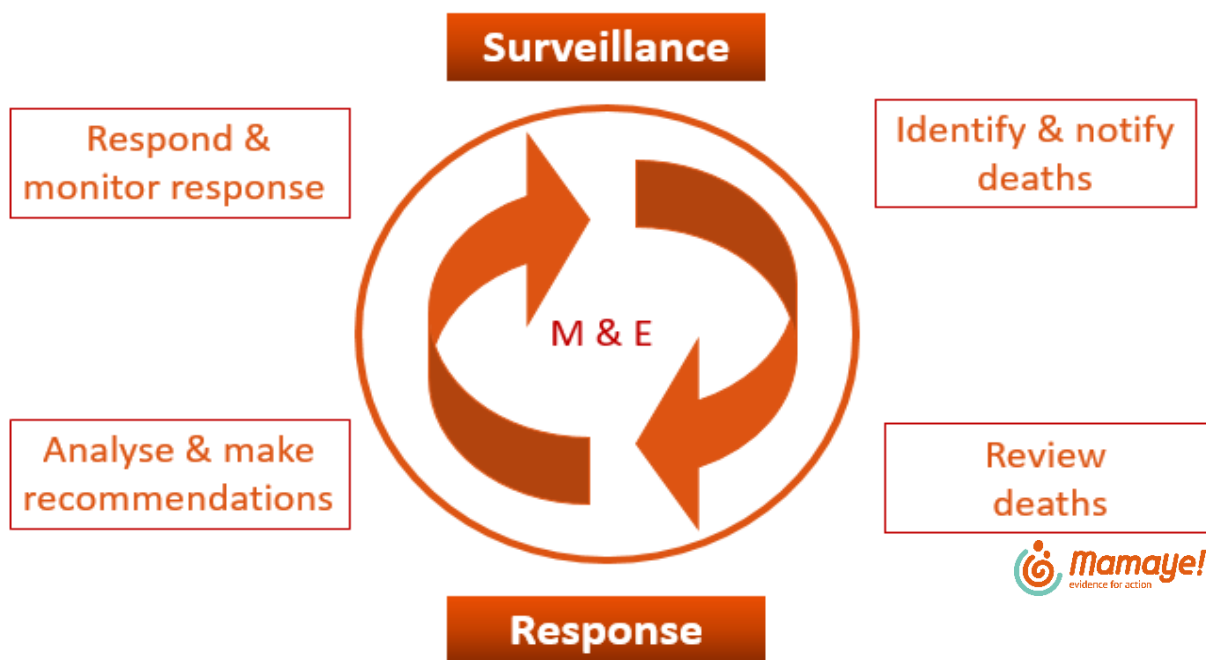 Surveillance
Respond &
monitor response
Identify & notify
deaths
M & E
Analyse & make
recommendations
Review
deaths
mamaye!
evidence for action
Response